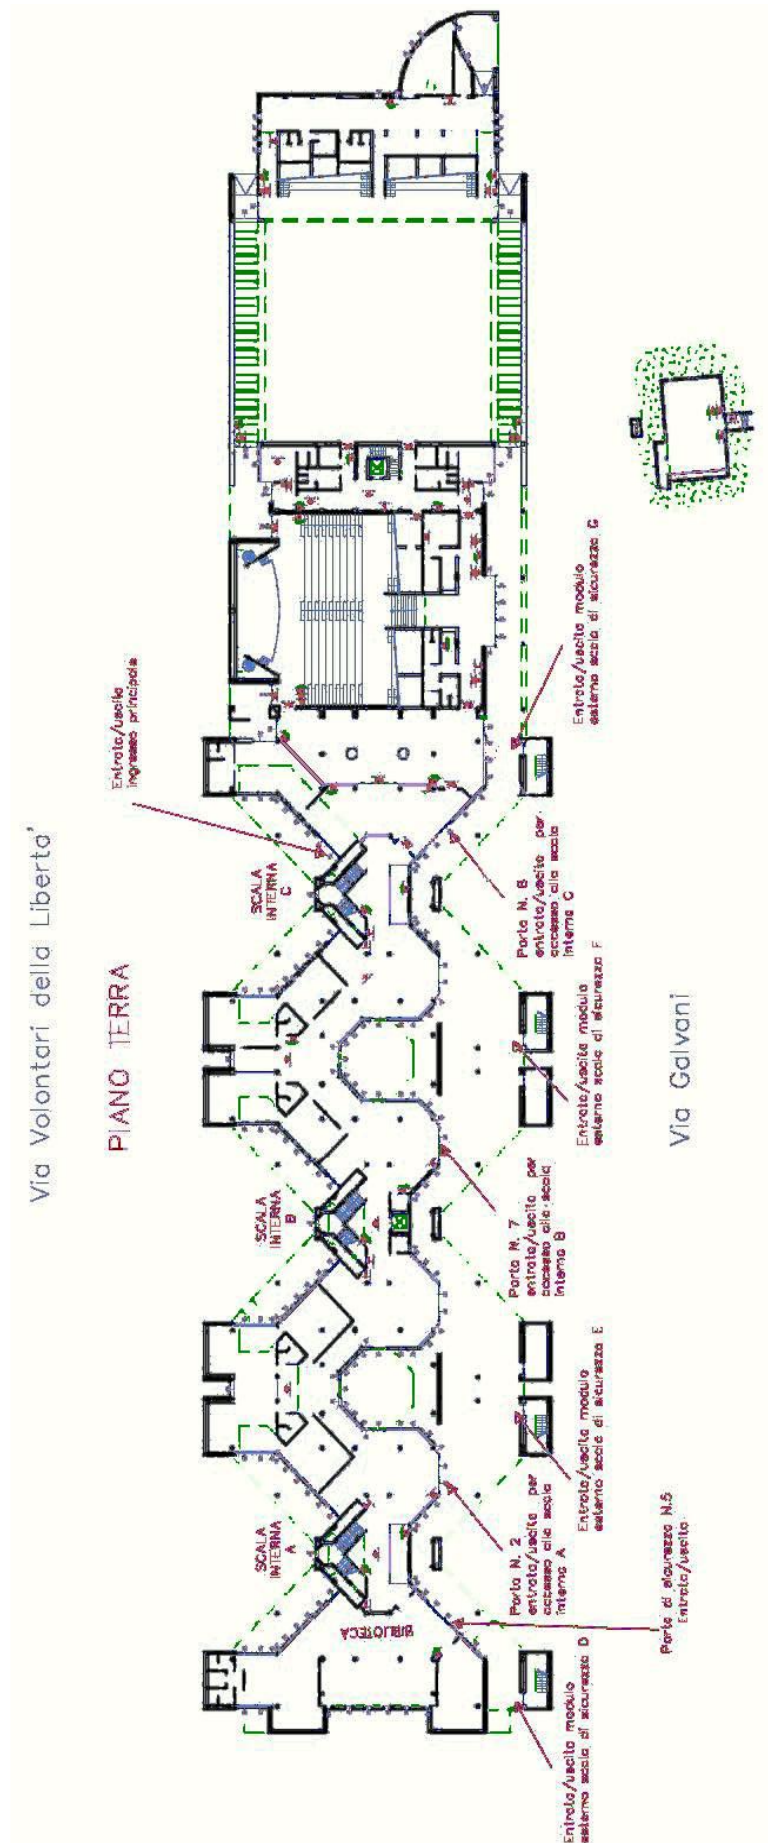 Via Volontari della Liberta'
PIANO TERRA
Entrata/uscita
ingresso principale
SCALA
INTERNA
C
SCALA
INTERNA
B
SCALA
INTERNA
A
BIBLIOTECA
Entrata/uscita modulo
esterno scala di sicurezza G
Porta N. 8
entrata/uscita per
accesso alla scala
interna C
Entrata/uscita modulo
esterno scala di sicurezza F
Porta N. 7
entrata/uscita per
accesso alla scala
interna B
Entrata/uscita modulo
esterno scala di sicurezza E
Porta N. 2
entrata/uscita per
accesso alla scala
interna A
Porta di sicurezza N.5
Entrata/uscita
Entrata/uscita modulo
esterno scala di sicurezza D
Via Galvani